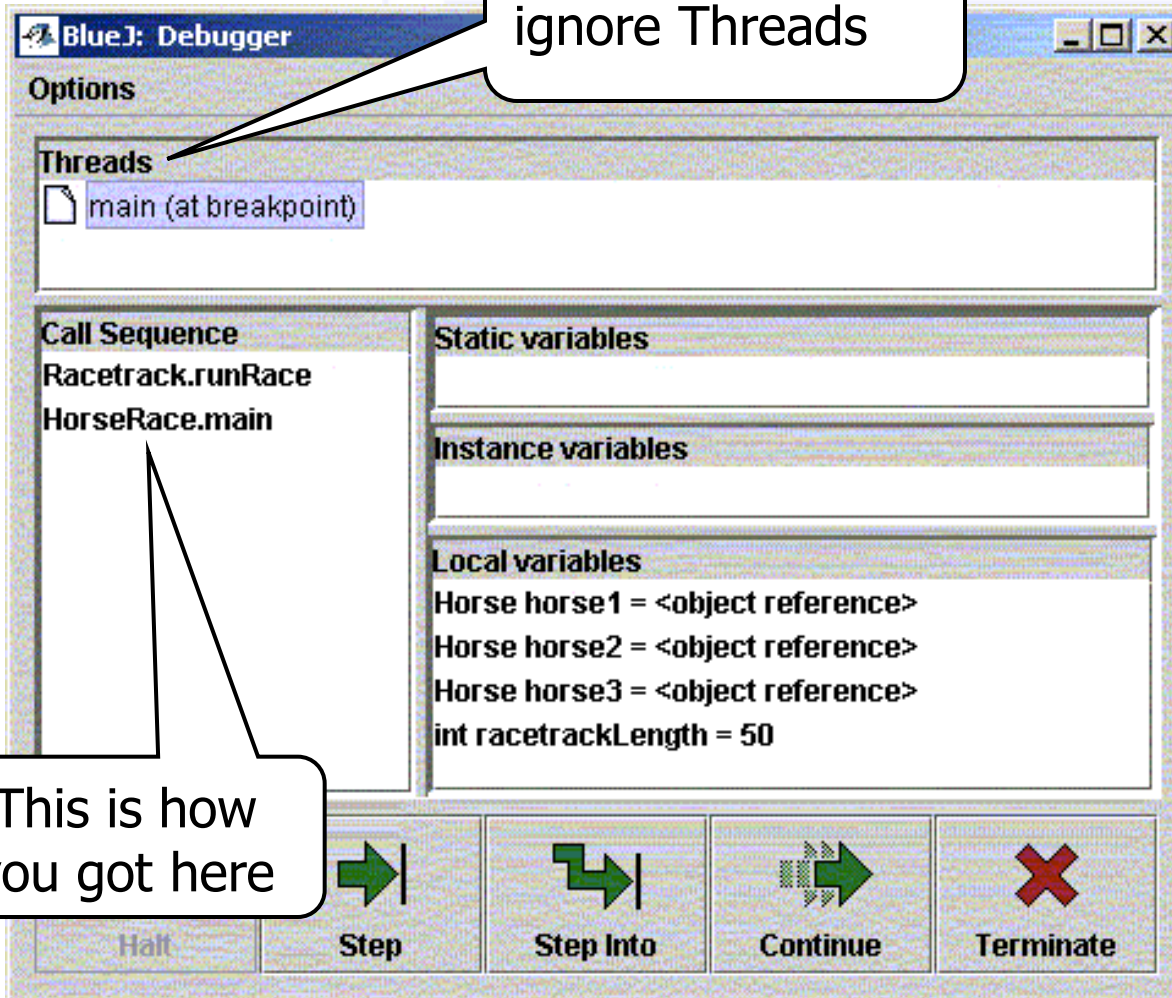 ignore Threads
BlueJ: Debugger
Options
Threads
main (at breakpoint)
Call Sequence
Racetrack.runRace
HorseRace.main
Static variables
Instance variables
Local variables
Horse horse1 = <object reference>
Horse horse2 = <object reference>
Horse horse3 = <object reference>
int racetrackLength = 50
This is how
you got here
Halt
Step
Step Into
Continue
Terminate